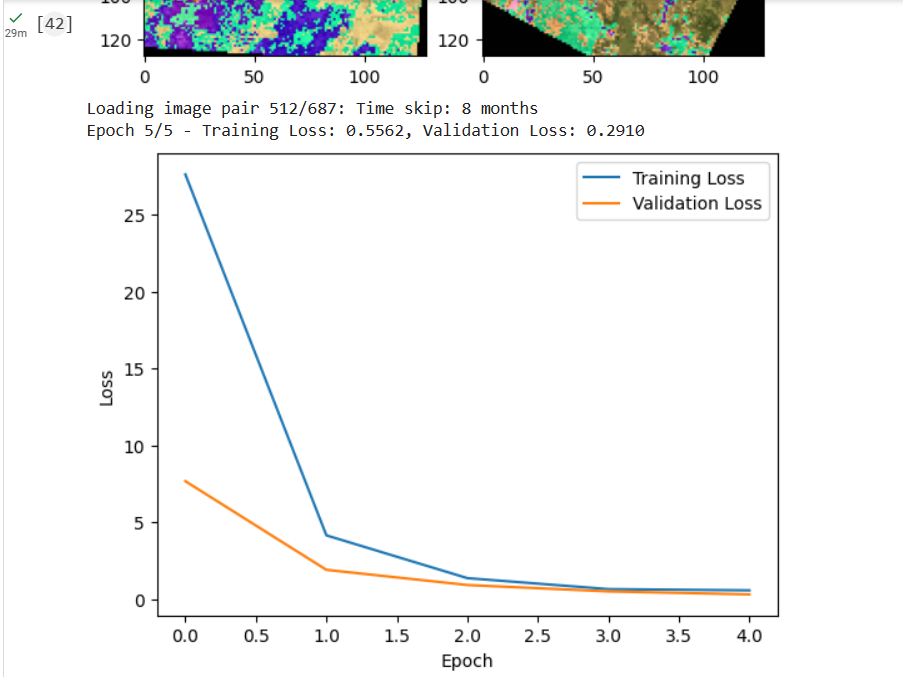 [42]
29m
100 100
120 120
0 50 100 0 50 100
Loading image pair 512/687: Time skip: 8 months
Epoch 5/5 - Training Loss: 0.5562, Validation Loss: 0.2910
Training Loss
Validation Loss
25
20
15
10
5
0
Loss
0.0 0.5 1.0 1.5 2.0 2.5 3.0 3.5 4.0
Epoch